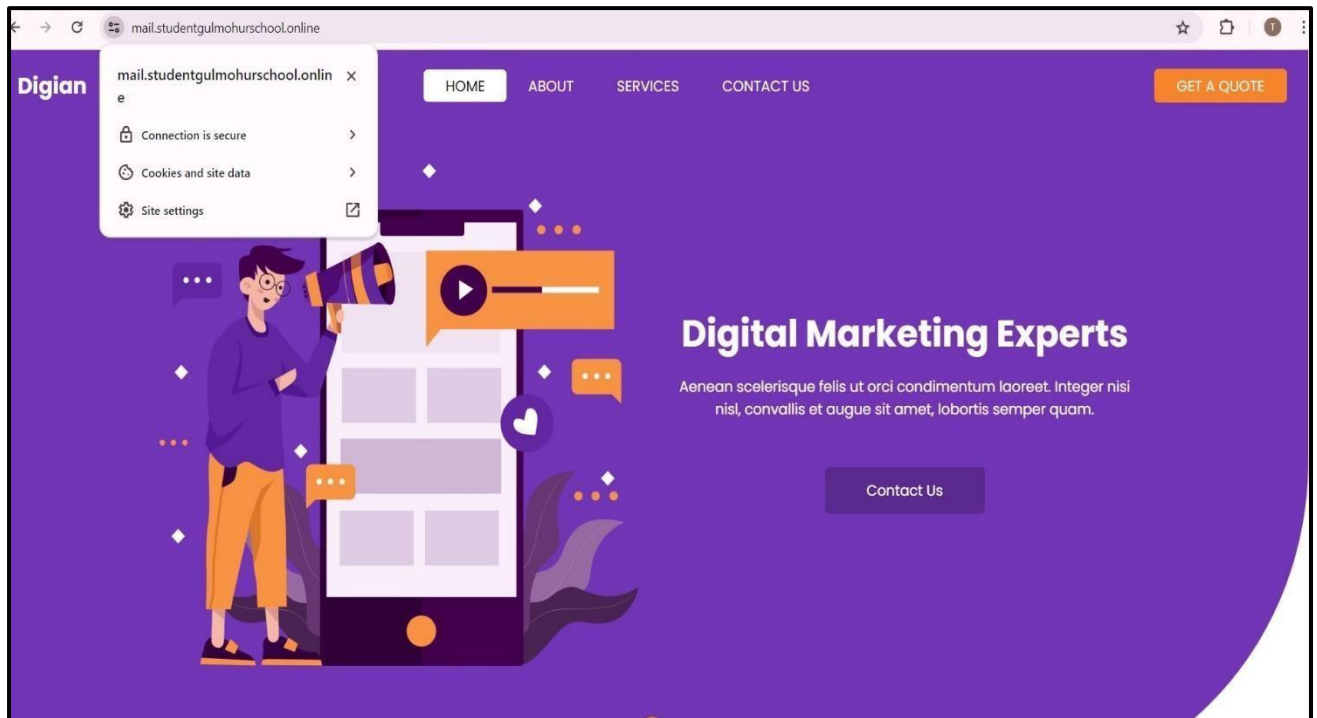 mail.studentgulmohurschool.online
T
mail.studentgulmohurschool.onlin
e
Connection is secure
Cookies and site data
Site settings
Digian
HOME ABOUT SERVICES CONTACT US
GET A QUOTE
Digital Marketing Experts
Aenean scelerisque felis ut orci condimentum laoreet. Integer nisi
nisl, convallis et augue sit amet, lobortis semper quam.
Contact Us